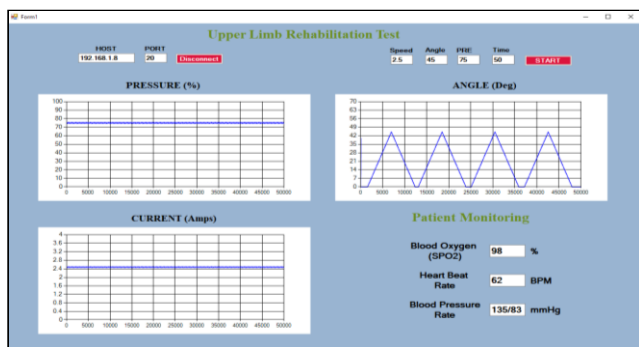 Form1
Upper Limb Rehabilitation Test
HOST PORT Speed Angle PRE Time
192.168.1.8 20 Disconnect 2.5 45 75 50 START
PRESSURE (%)
100
90
80
70
60
50
40
30
20
10
0
0 5000 10000 15000 20000 25000 30000 35000 40000 45000 50000
ANGLE (Deg)
70
63
56
49
42
35
28
21
14
7
0
0 5000 10000 15000 20000 25000 30000 35000 40000 45000 50000
CURRENT (Amps)
4
3.6
3.2
2.8
2.4
2
1.6
1.2
0.8
0.4
0
0 5000 10000 15000 20000 25000 30000 35000 40000 45000 50000
Patient Monitoring
Blood Oxygen
(SPO2) 98 %
Heart Beat
Rate 62 BPM
Blood Pressure
Rate 135/83 mmHg